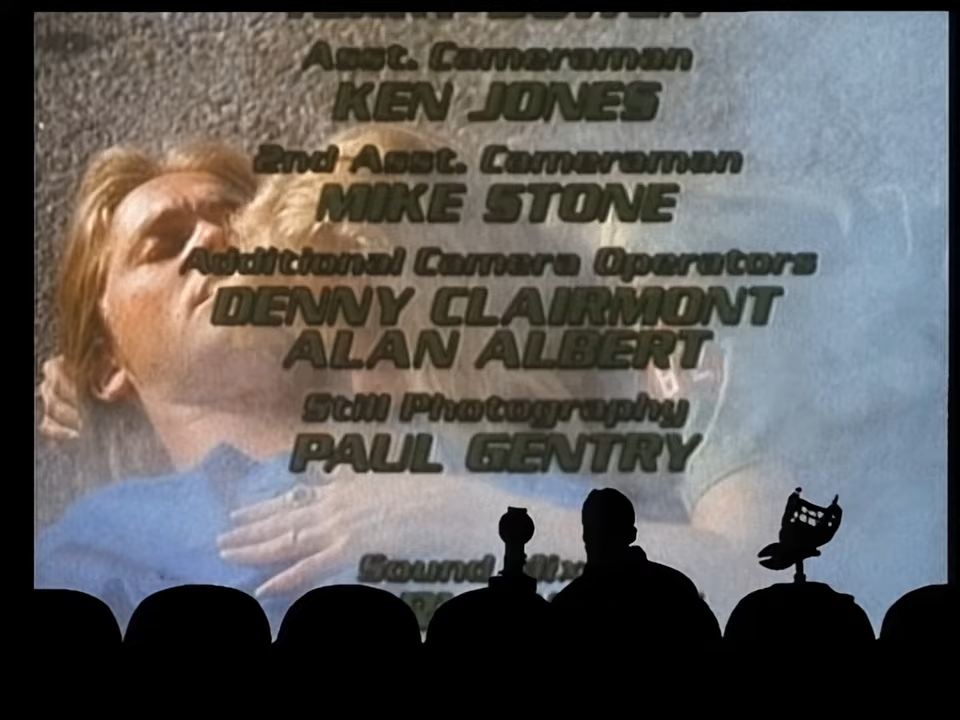 Asst. Cameraman
KEN JONES
2nd Asst. Cameraman
MIKE STONE
Additional Camera Operators
DENNY CLAIRMONT
ALAN ALBERT
Still Photography
PAUL GENTRY
Sound